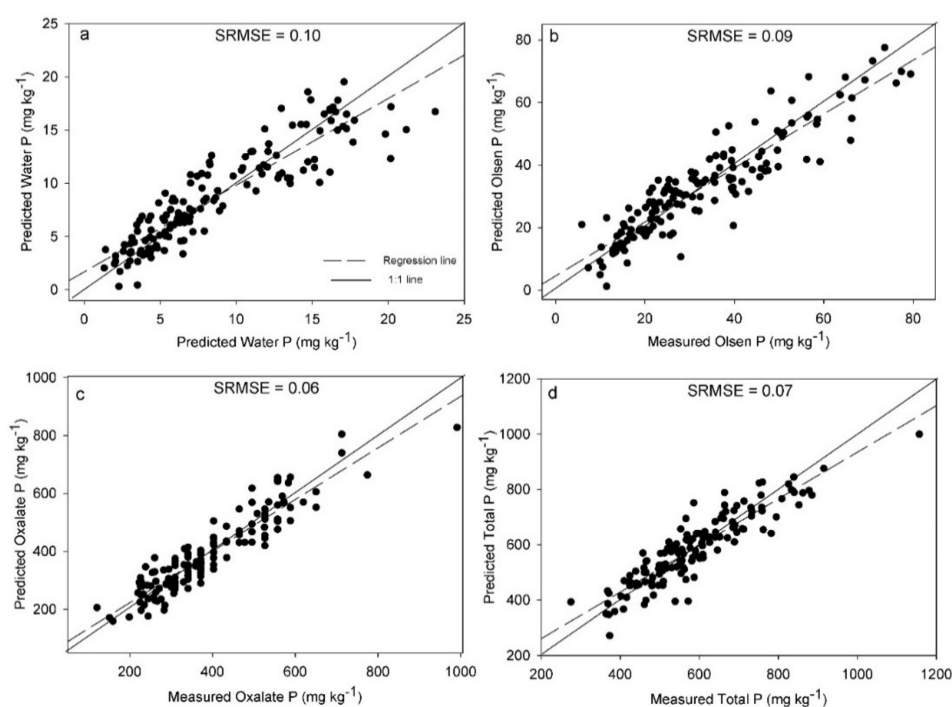 a
SRMSE = 0.10
Predicted Water P (mg kg-1)
25
20
15
10
5
0
Regression line
1:1 line
0 5 10 15 20 25
Predicted Water P (mg kg-1)
b
SRMSE = 0.09
Predicted Olsen P (mg kg-1)
80
60
40
20
0
0 20 40 60 80
Measured Olsen P (mg kg-1)
c
SRMSE = 0.06
Predicted Oxalate P (mg kg-1)
1000
800
600
400
200
200 400 600 800 1000
Measured Oxalate P (mg kg-1)
d
SRMSE = 0.07
Predicted Total P (mg kg-1)
1200
1000
800
600
400
200
200 400 600 800 1000 1200
Measured Total P (mg kg-1)